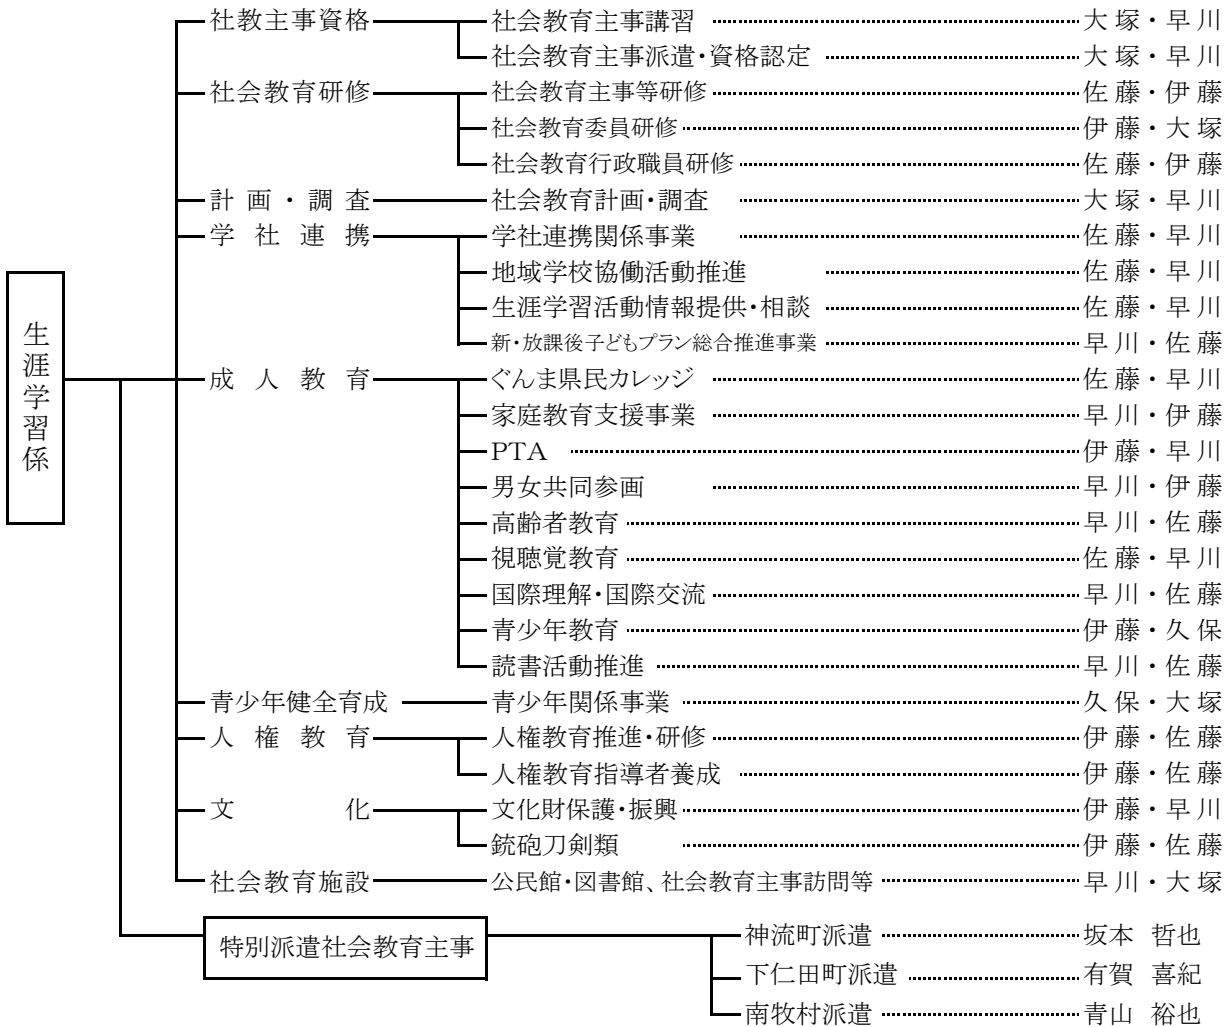 社教主事資格 社会教育主事講習 大塚・早川
社会教育主事派遣・資格認定 大塚・早川
社会教育研修 社会教育主事等研修 佐藤・伊藤
社会教育委員研修 伊藤・大塚
社会教育行政職員研修 佐藤・伊藤
計画・調査 社会教育計画・調査 大塚・早川
学社連携 学社連携関係事業 佐藤・早川
地域学校協働活動推進 佐藤・早川
生涯学習活動情報提供・相談 佐藤・早川
新・放課後子どもプラン総合推進事業 早川・佐藤
生涯学習係
成人教育 ぐんま県民カレッジ 佐藤・早川
家庭教育支援事業 早川・伊藤
PTA 伊藤・早川
男女共同参画 早川・伊藤
高齢者教育 早川・佐藤
視聴覚教育 佐藤・早川
国際理解・国際交流 早川・佐藤
青少年教育 伊藤・久保
読書活動推進 早川・佐藤
青少年健全育成 青少年関係事業 久保・大塚
人権教育 人権教育推進・研修 伊藤・佐藤
人権教育指導者養成 伊藤・佐藤
文化 文化財保護・振興 伊藤・早川
銃砲刀剣類 伊藤・佐藤
社会教育施設 公民館・図書館、社会教育主事訪問等 早川・大塚
特別派遣社会教育主事 神流町派遣 坂本 哲也
下仁田町派遣 有賀 喜紀
南牧村派遣 青山 裕也